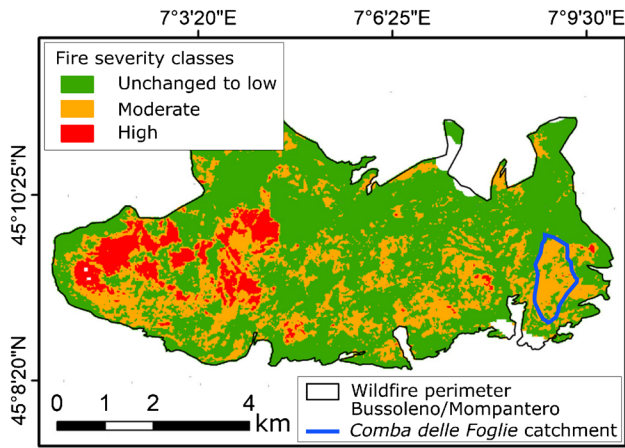 7°3'20"E 7°6'25"E 7°9'30"E
Fire severity classes
Unchanged to low
Moderate
High
45°10'25"N
45°8'20"N
0 1 2 4 km
Wildfire perimeter
Bussoleno/Mompantero
Comba delle Foglie catchment